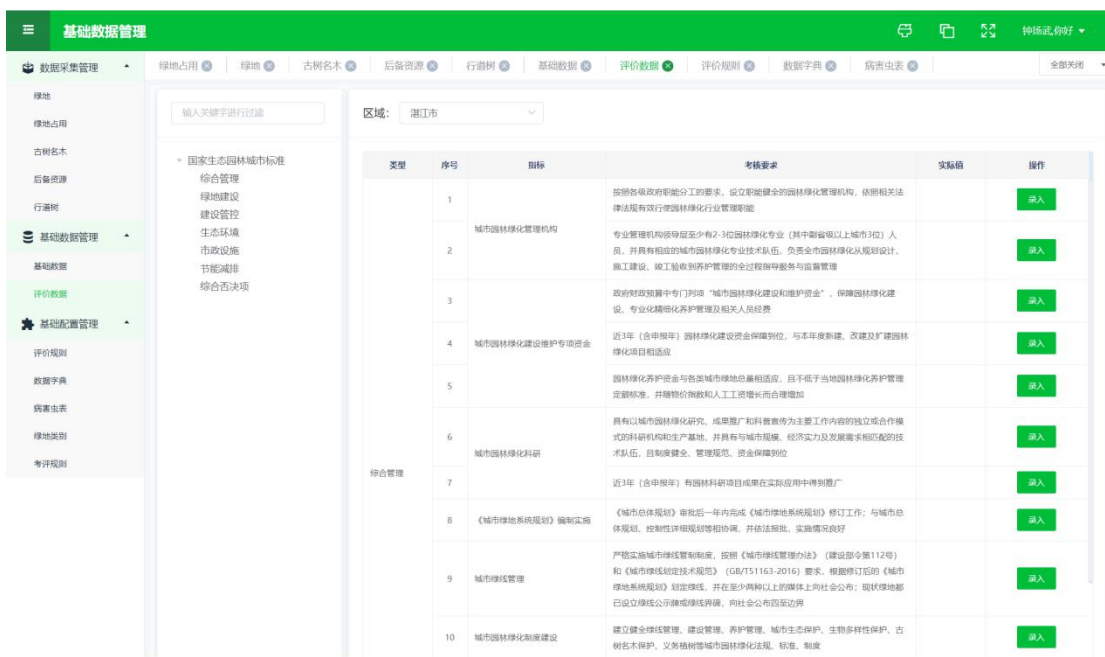 基础数据管理
钟扬武,你好
数据采集管理
绿地占用
绿地
古树名木
后备资源
行道树
基础数据
评价数据
评价规则
数据字典
病害虫表
全部关闭
绿地
绿地占用
古树名木
后备资源
行道树
基础数据管理
基础数据
评价数据
基础配置管理
评价规则
数据字典
病害虫表
绿地类别
考评规则
输入关键字进行过滤
国家生态园林城市标准
综合管理
绿地建设
建设管控
生态环境
市政设施
节能减排
综合否决项
区域: 湛江市
类型 序号 指标 考核要求 实际值 操作
综合管理
城市园林绿化管理机构
1
按照各级政府职能分工的要求，设立职能健全的园林绿化管理机构，依照相关法
律法规有效行使园林绿化行业管理职能
录入
2
专业管理机构领导层至少有2-3位园林绿化专业（其中副省级以上城市3位）人
员，并具有相应的城市园林绿化专业技术队伍，负责全市园林绿化从规划设计、
施工建设、竣工验收到养护管理的全过程指导服务与监督管理
录入
城市园林绿化建设维护专项资金
3
政府财政预算中专门列项“城市园林绿化建设和维护资金”，保障园林绿化建
设、专业化精细化养护管理及相关人员经费
录入
4
近3年（含申报年）园林绿化建设资金保障到位，与本年度新建、改建及扩建园林
绿化项目相适应
录入
5
园林绿化养护资金与各类城市绿地总量相适应，且不低于当地园林绿化养护管理
定额标准，并随物价指数和人工工资增长而合理增加
录入
城市园林绿化科研
6
具有以城市园林绿化研究、成果推广和科普宣传为主要工作内容的独立或合作模
式的科研机构和生产基地，并具有与城市规模、经济实力及发展需求相匹配的技
术队伍，且制度健全、管理规范、资金保障到位
录入
7
近3年（含申报年）有园林科研项目成果在实际应用中得到推广
录入
8
《城市绿地系统规划》编制实施
《城市总体规划》审批后一年内完成《城市绿地系统规划》修订工作；与城市总
体规划、控制性详细规划等相协调，并依法报批，实施情况良好
录入
9
城市绿线管理
严格实施城市绿线管制制度，按照《城市绿线管理办法》（建设部令第112号）
和《城市绿线划定技术规范》（GB/T51163-2016）要求，根据修订后的《城市
绿地系统规划》划定绿线，并在至少两种以上的媒体上向社会公布；现状绿地都
已设立绿线公示牌或绿线界碑，向社会公布四至边界
录入
10
城市园林绿化制度建设
建立健全绿线管理、建设管理、养护管理、城市生态保护、生物多样性保护、古
树名木保护、义务植树等城市园林绿化法规、标准、制度
录入